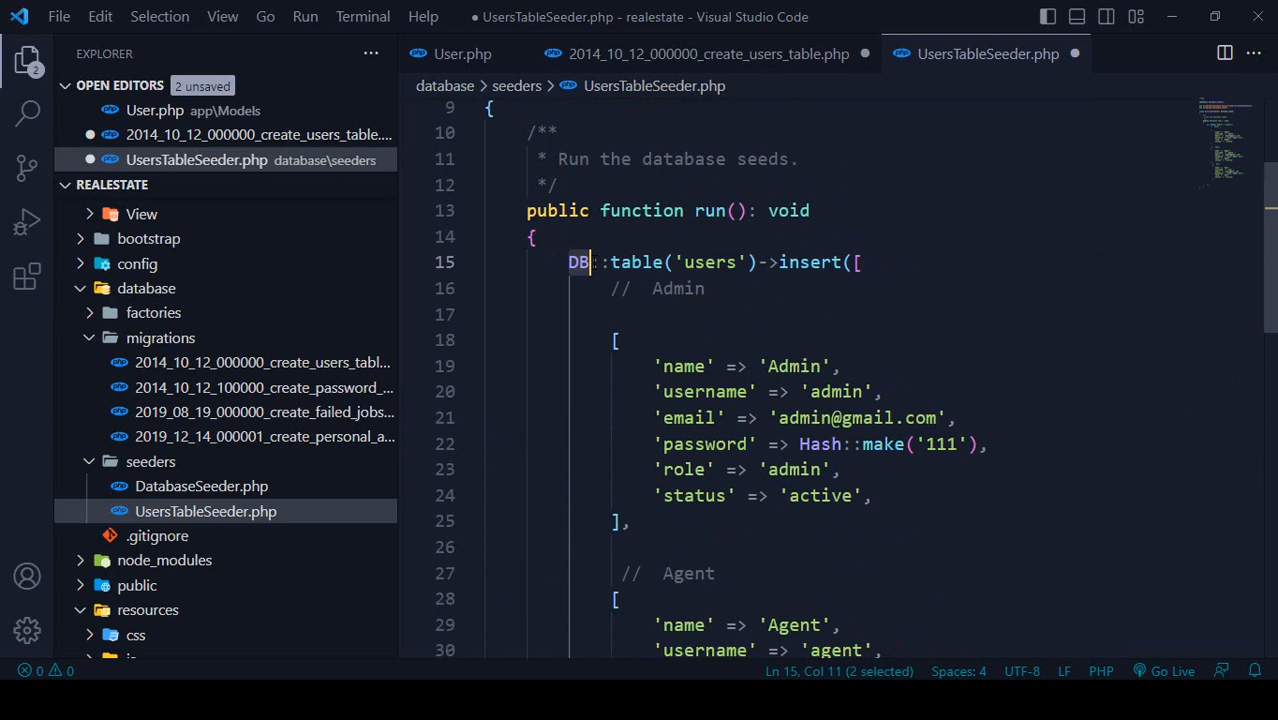 File Edit Selection View Go Run Terminal Help ● UsersTableSeeder.php - realestate - Visual Studio Code
EXPLORER
OPEN EDITORS 2 unsaved
User.php app\Models
2014_10_12_000000_create_users_table....
UsersTableSeeder.php database\seeders
REALESTATE
View
bootstrap
config
database
factories
migrations
2014_10_12_000000_create_users_tabl...
2014_10_12_100000_create_password_...
2019_08_19_000000_create_failed_jobs...
2019_12_14_000001_create_personal_a...
seeders
DatabaseSeeder.php
UsersTableSeeder.php
.gitignore
node_modules
public
resources
css
2
User.php 2014_10_12_000000_create_users_table.php UsersTableSeeder.php
database > seeders > UsersTableSeeder.php
9 {
10 /**
11 * Run the database seeds.
12 */
13 public function run(): void
14 {
15 DB::table('users')->insert([
16 // Admin
17
18 [
19 'name' => 'Admin',
20 'username' => 'admin',
21 'email' => 'admin@gmail.com',
22 'password' => Hash::make('111'),
23 'role' => 'admin',
24 'status' => 'active',
25 ],
26
27 // Agent
28 [
29 'name' => 'Agent',
30 'username' => 'agent',
0 0 Ln 15, Col 11 (2 selected) Spaces: 4 UTF-8 LF PHP Go Live